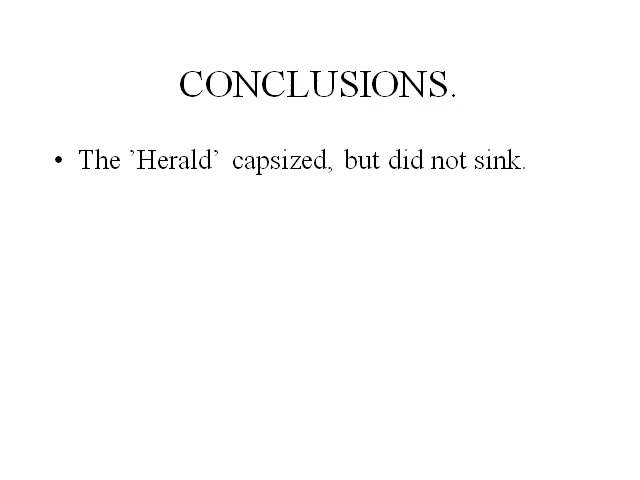 CONCLUSIONS.
• The ’Herald’ capsized, but did not sink.